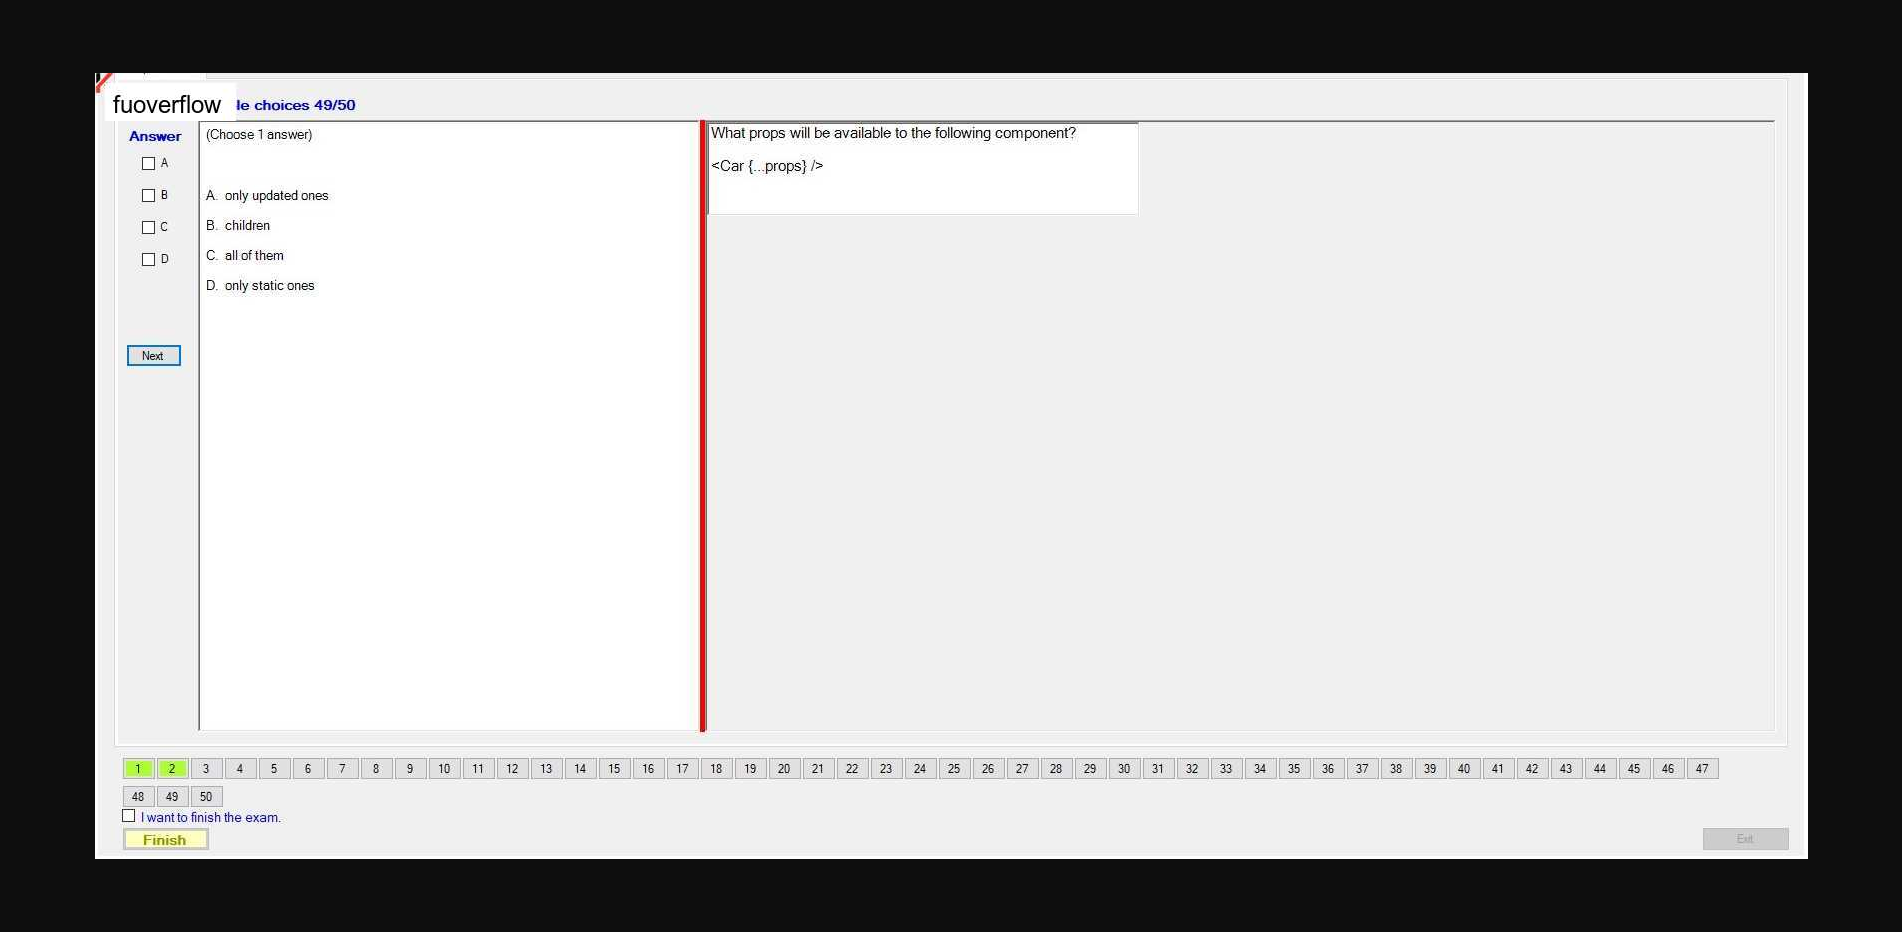 fuoverflow
le choices 49/50
Answer
(Choose 1 answer)
A
B
C
D
A. only updated ones
B. children
C. all of them
D. only static ones
Next
What props will be available to the following component?
<Car {...props} />
1 2 3 4 5 6 7 8 9 10 11 12 13 14 15 16 17 18 19 20 21 22 23 24 25 26 27 28 29 30 31 32 33 34 35 36 37 38 39 40 41 42 43 44 45 46 47
48 49 50
I want to finish the exam.
Finish
Exit